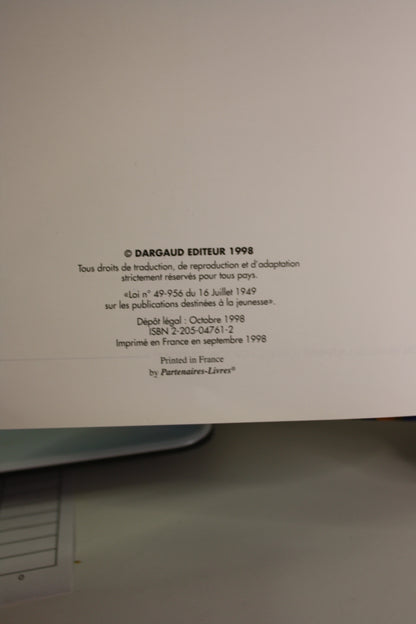 © DARGAUD EDITEUR 1998
Tous droits de traduction, de reproduction et d'adaptation
strictement réservés pour tous pays.
«Loi n° 49-956 du 16 Juillet 1949
sur les publications destinées à la jeunesse».
Dépôt légal : Octobre 1998
ISBN 2-205-04761-2
Imprimé en France en septembre 1998
Printed in France
by Partenaires-Livres®